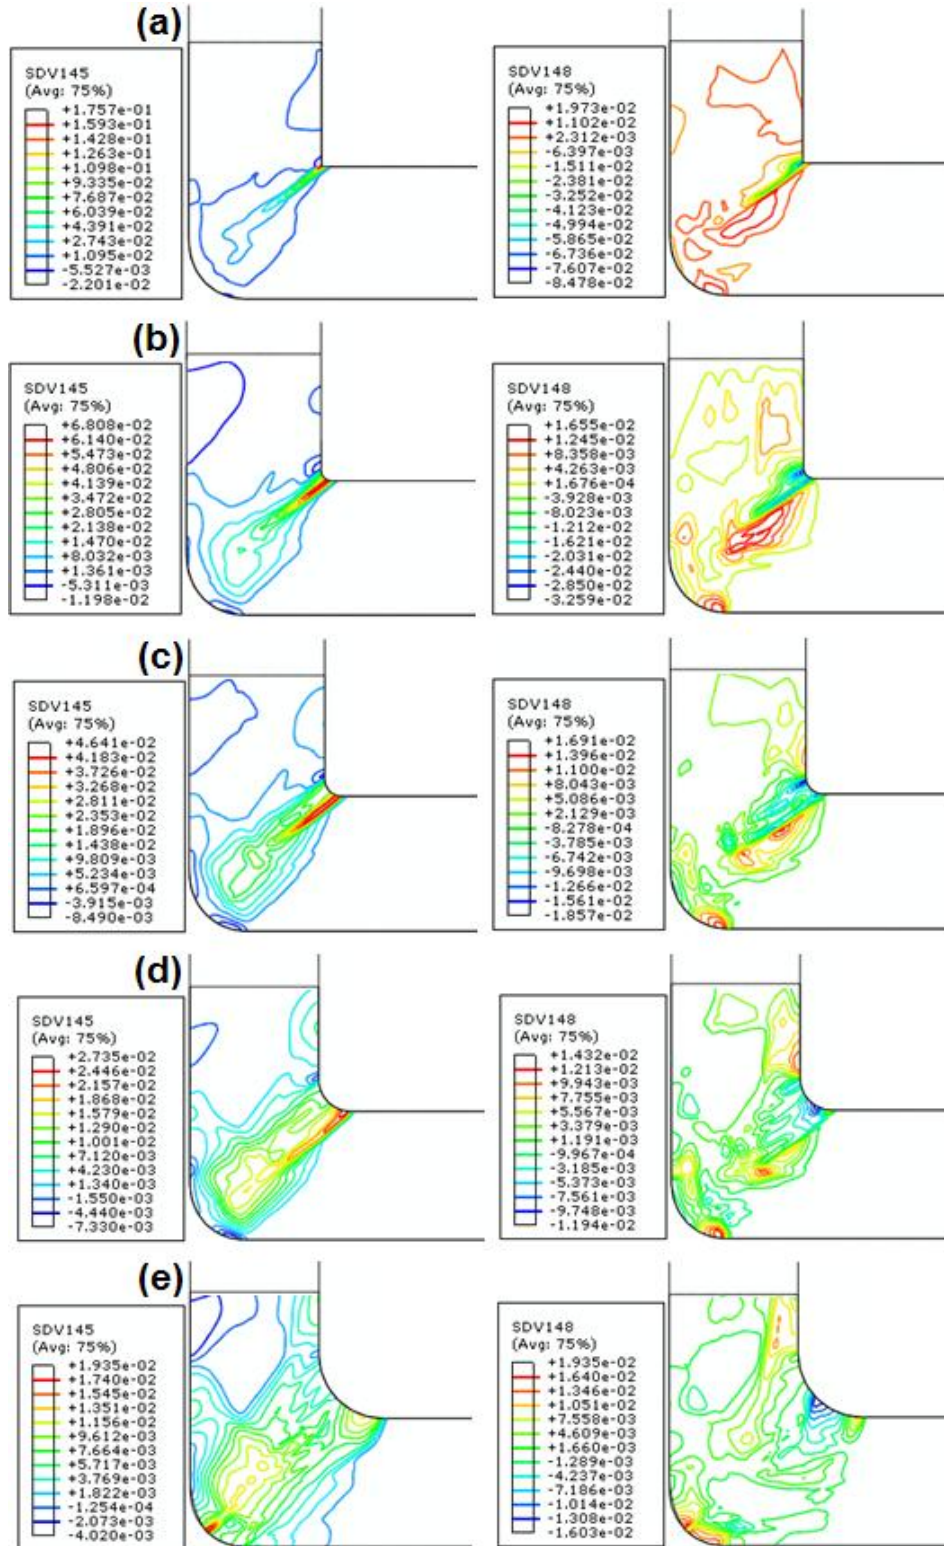 (a)
SDV145
(Avg: 75%)
+1.757e-01
+1.593e-01
+1.428e-01
+1.263e-01
+1.098e-01
+9.335e-02
+7.687e-02
+6.039e-02
+4.391e-02
+2.743e-02
+1.095e-02
-5.527e-03
-2.201e-02
SDV148
(Avg: 75%)
+1.973e-02
+1.102e-02
+2.312e-03
-6.397e-03
-1.511e-02
-2.381e-02
-3.252e-02
-4.123e-02
-4.994e-02
-5.865e-02
-6.736e-02
-7.607e-02
-8.478e-02
(b)
SDV145
(Avg: 75%)
+6.808e-02
+6.140e-02
+5.473e-02
+4.806e-02
+4.139e-02
+3.472e-02
+2.805e-02
+2.138e-02
+1.470e-02
+8.032e-03
+1.361e-03
-5.311e-03
-1.198e-02
SDV148
(Avg: 75%)
+1.655e-02
+1.245e-02
+8.358e-03
+4.263e-03
+1.676e-04
-3.928e-03
-8.023e-03
-1.212e-02
-1.621e-02
-2.031e-02
-2.440e-02
-2.850e-02
-3.259e-02
(c)
SDV145
(Avg: 75%)
+4.641e-02
+4.183e-02
+3.726e-02
+3.268e-02
+2.811e-02
+2.353e-02
+1.896e-02
+1.438e-02
+9.809e-03
+5.234e-03
+6.597e-04
-3.915e-03
-8.490e-03
SDV148
(Avg: 75%)
+1.691e-02
+1.396e-02
+1.100e-02
+8.043e-03
+5.086e-03
+2.129e-03
-8.278e-04
-3.785e-03
-6.742e-03
-9.698e-03
-1.266e-02
-1.561e-02
-1.857e-02
(d)
SDV145
(Avg: 75%)
+2.735e-02
+2.446e-02
+2.157e-02
+1.868e-02
+1.579e-02
+1.290e-02
+1.001e-02
+7.120e-03
+4.230e-03
+1.340e-03
-1.550e-03
-4.440e-03
-7.330e-03
SDV148
(Avg: 75%)
+1.432e-02
+1.213e-02
+9.943e-03
+7.755e-03
+5.567e-03
+3.379e-03
+1.191e-03
-9.967e-04
-3.185e-03
-5.373e-03
-7.561e-03
-9.748e-03
-1.194e-02
(e)
SDV145
(Avg: 75%)
+1.935e-02
+1.740e-02
+1.545e-02
+1.351e-02
+1.156e-02
+9.612e-03
+7.664e-03
+5.717e-03
+3.769e-03
+1.822e-03
-1.254e-04
-2.073e-03
-4.020e-03
SDV148
(Avg: 75%)
+1.935e-02
+1.640e-02
+1.346e-02
+1.051e-02
+7.558e-03
+4.609e-03
+1.660e-03
-1.289e-03
-4.237e-03
-7.186e-03
-1.014e-02
-1.308e-02
-1.603e-02